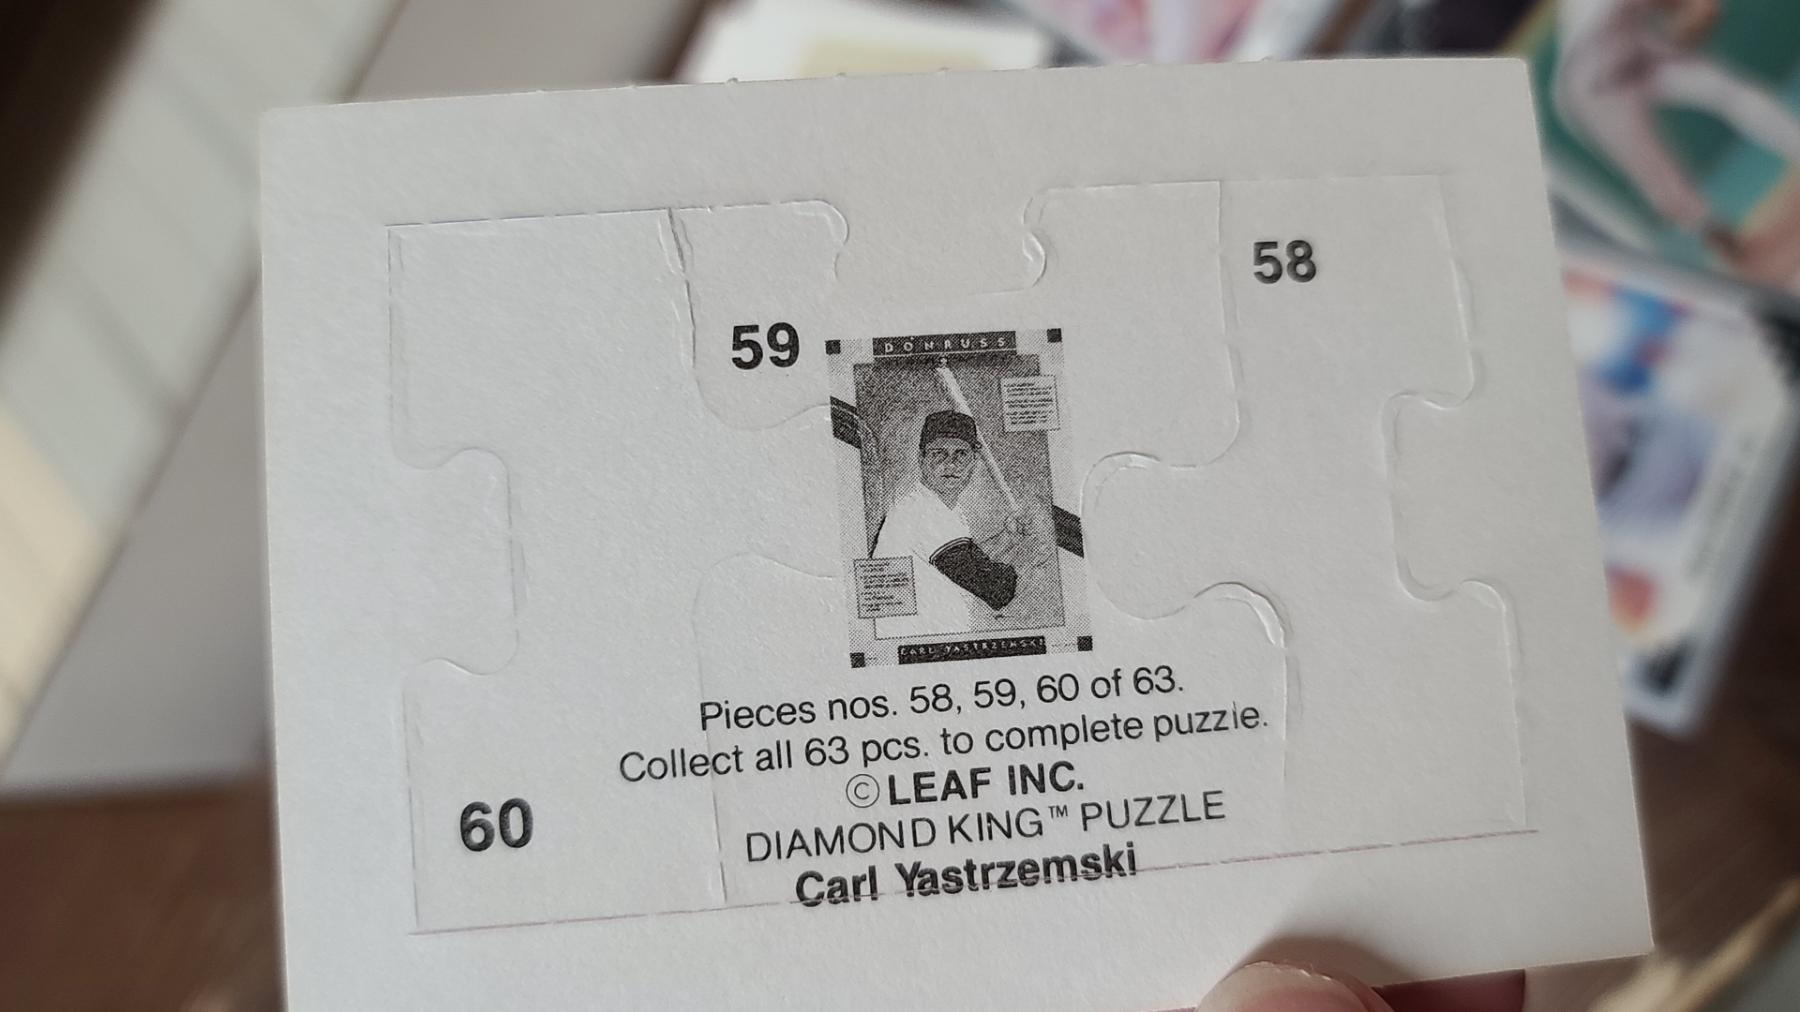 58
59
DONRUSS
CARL YASTRZEMSKI
Pieces nos. 58, 59, 60 of 63.
Collect all 63 pcs. to complete puzzle.
60
©LEAF INC.
DIAMOND KING™ PUZZLE
Carl Yastrzemski